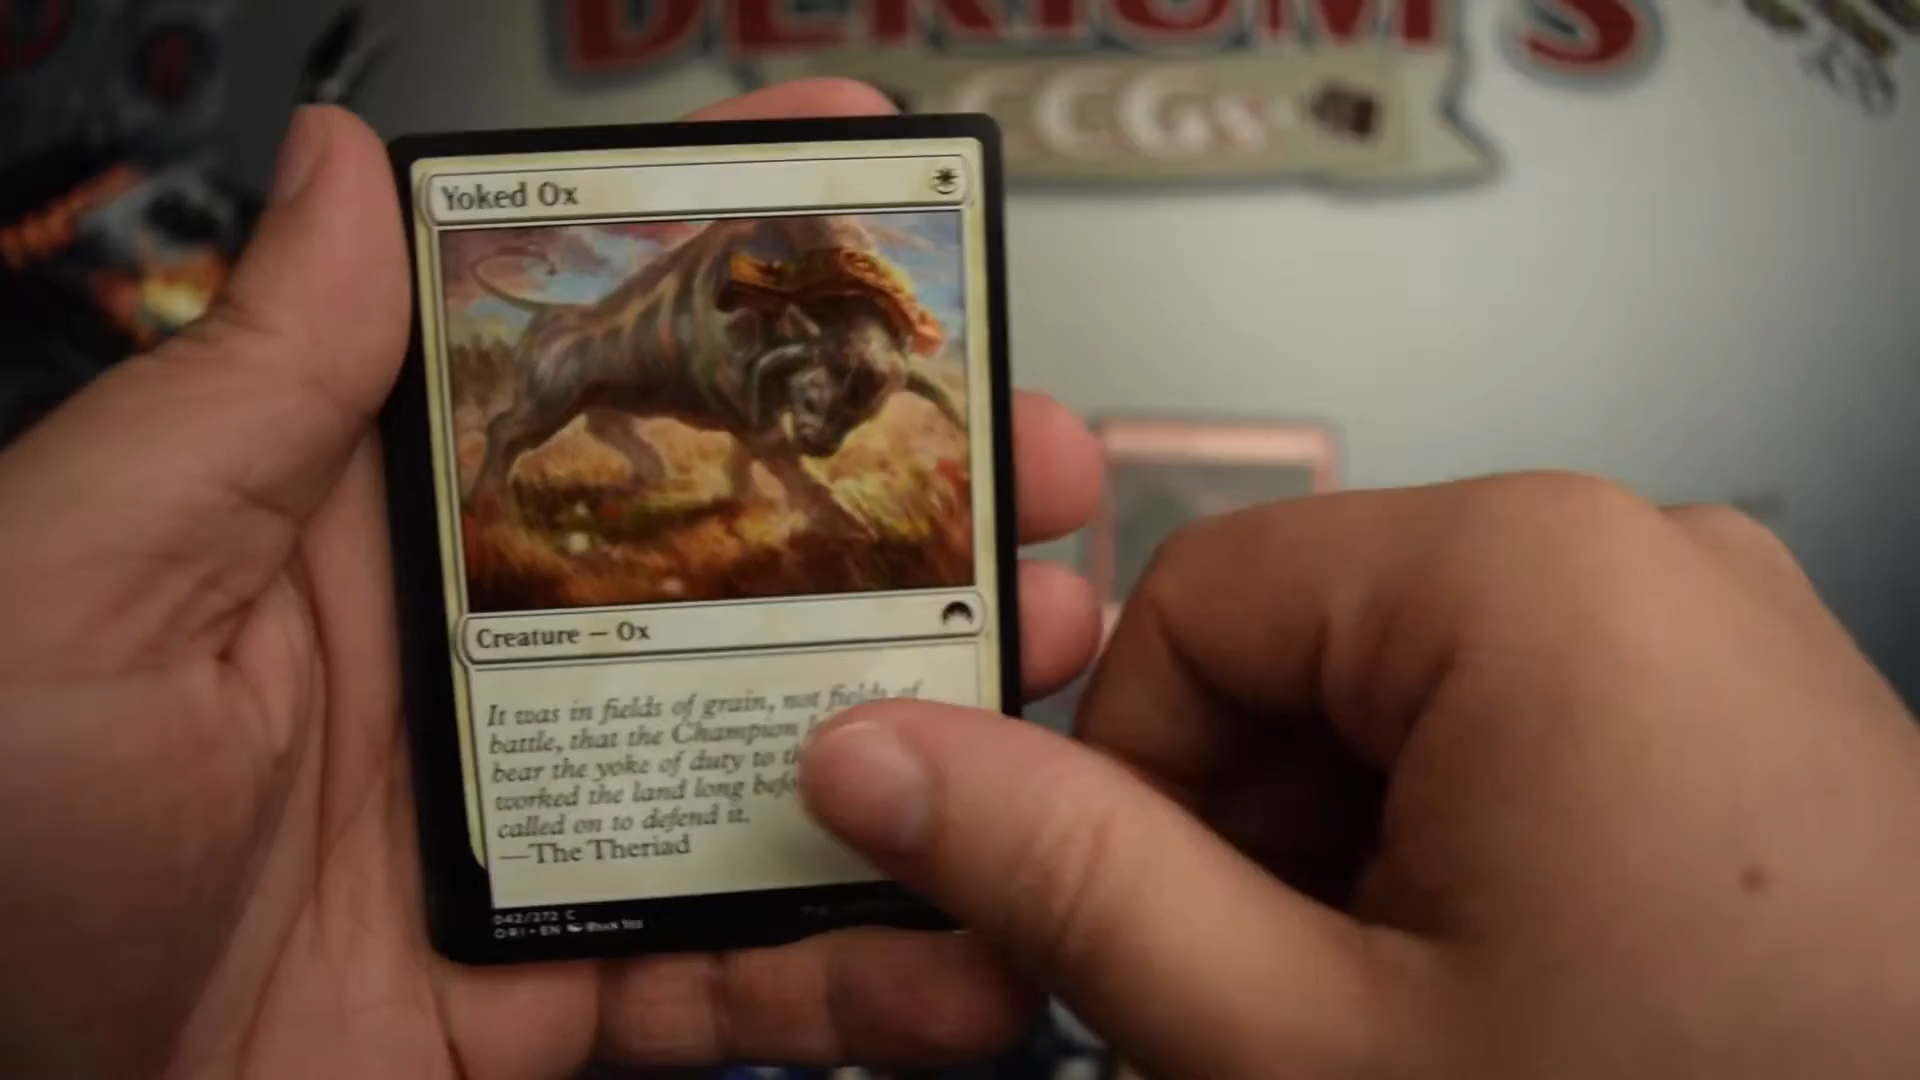 DERIUM'S
CCGs
Yoked Ox
Creature — Ox
It was in fields of grain, not fields of
battle, that the Champion
bear the yoke of duty to
worked the land long
called on to defend it.
—The Theriad
042/272 C
ORI • EN